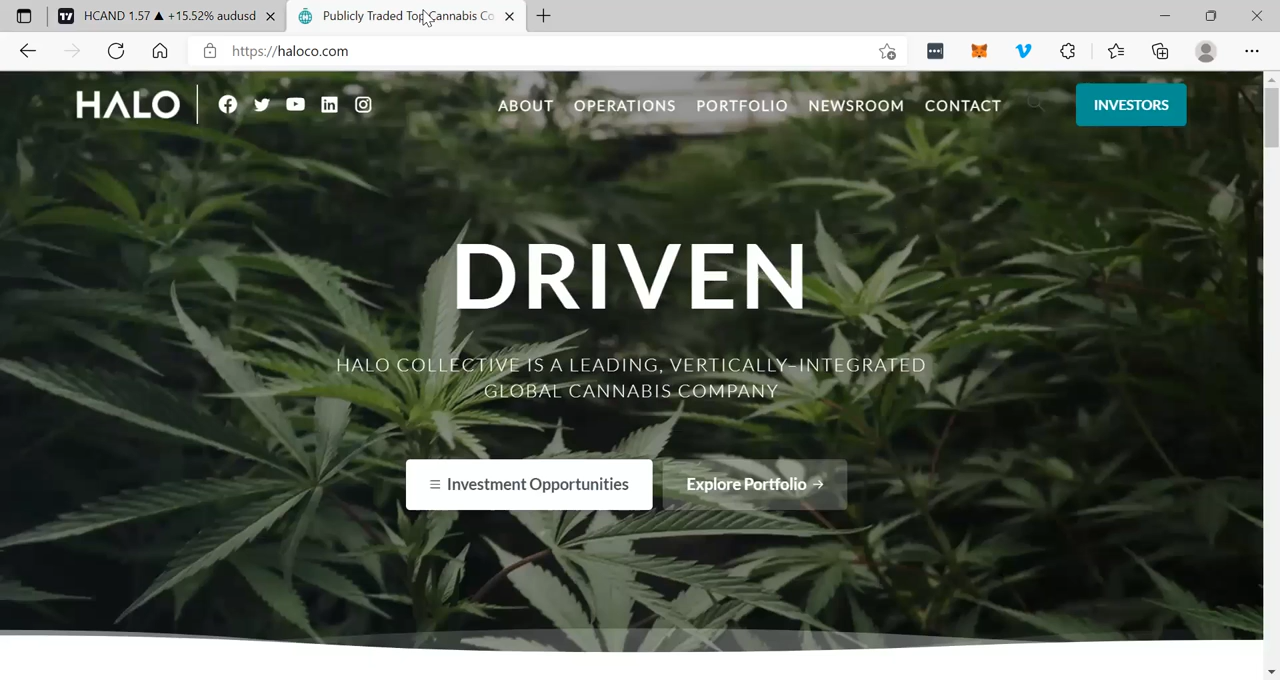 HCAND 1.57 ▲ +15.52% audusd
Publicly Traded Top Cannabis Co
https://haloco.com
HALO
ABOUT OPERATIONS PORTFOLIO NEWSROOM CONTACT
INVESTORS
DRIVEN
HALO COLLECTIVE IS A LEADING, VERTICALLY–INTEGRATED
GLOBAL CANNABIS COMPANY
Investment Opportunities
Explore Portfolio →